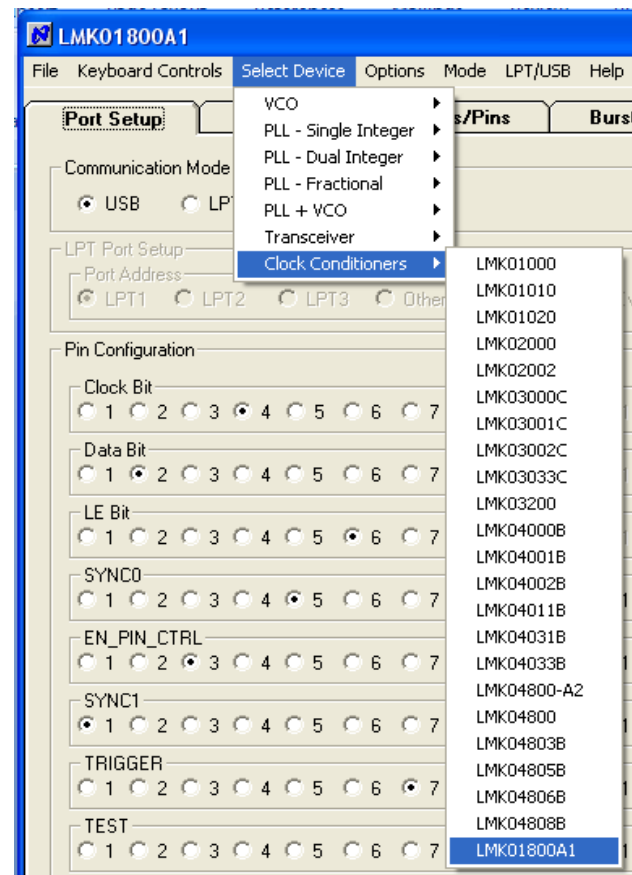 LMK01800A1
File Keyboard Controls Select Device Options Mode LPT/USB Help
Port Setup s/Pins Burs
VCO
PLL - Single Integer
PLL - Dual Integer
PLL - Fractional
PLL + VCO
Transceiver
Clock Conditioners
Communication Mode
USB LP
LPT Port Setup
Port Address
LPT1 LPT2 LPT3 Other
LMK01000
LMK01010
LMK01020
LMK02000
LMK02002
LMK03000C
LMK03001C
LMK03002C
LMK03033C
LMK03200
LMK04000B
LMK04001B
LMK04002B
LMK04011B
LMK04031B
LMK04033B
LMK04800-A2
LMK04800
LMK04803B
LMK04805B
LMK04806B
LMK04808B
LMK01800A1
Pin Configuration
Clock Bit
1 2 3 4 5 6 7
Data Bit
1 2 3 4 5 6 7
LE Bit
1 2 3 4 5 6 7
SYNC0
1 2 3 4 5 6 7
EN_PIN_CTRL
1 2 3 4 5 6 7
SYNC1
1 2 3 4 5 6 7
TRIGGER
1 2 3 4 5 6 7
TEST
1 2 3 4 5 6 7